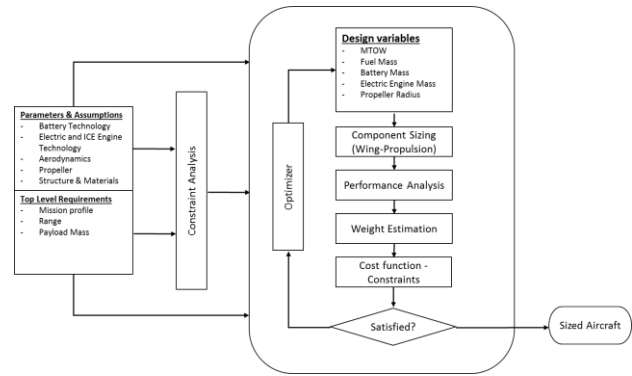 Parameters & Assumptions
- Battery Technology
- Electric and ICE Engine
Technology
- Aerodynamics
- Propeller
- Structure & Materials
Top Level Requirements
- Mission profile
- Range
- Payload Mass
Constraint Analysis
Optimizer
Design variables
- MTOW
- Fuel Mass
- Battery Mass
- Electric Engine Mass
- Propeller Radius
Component Sizing
(Wing-Propulsion)
Performance Analysis
Weight Estimation
Cost function -
Constraints
Satisfied?
Sized Aircraft